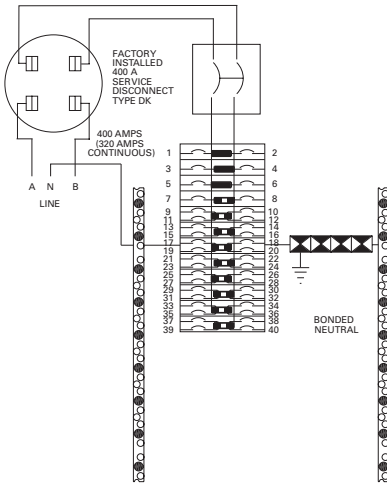 FACTORY
INSTALLED
400 A
SERVICE
DISCONNECT
TYPE DK
400 AMPS
(320 AMPS
CONTINUOUS)
A N B
LINE
1 2
3 4
5 6
7 8
9 10
11 12
13 14
15 16
17 18
19 20
21 22
23 24
25 26
27 28
29 30
31 32
33 34
35 36
37 38
39 40
BONDED
NEUTRAL